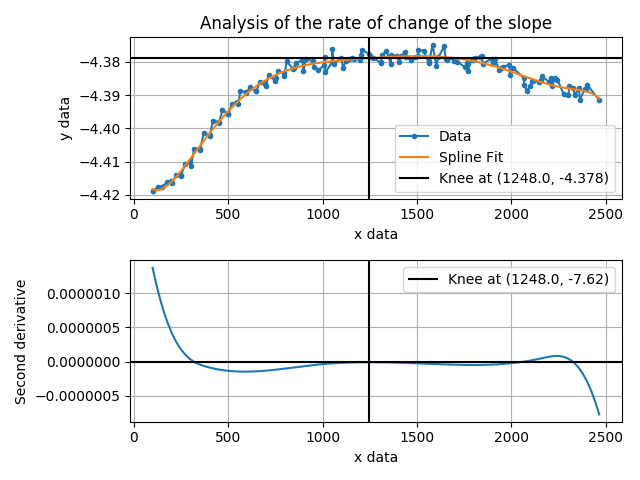 Analysis of the rate of change of the slope
−4.38
−4.39
−4.40
−4.41
−4.42
y data
Data
Spline Fit
Knee at (1248.0, -4.378)
0 500 1000 1500 2000 2500
x data
Knee at (1248.0, -7.62)
0.0000010
0.0000005
0.0000000
−0.0000005
Second derivative
0 500 1000 1500 2000 2500
x data